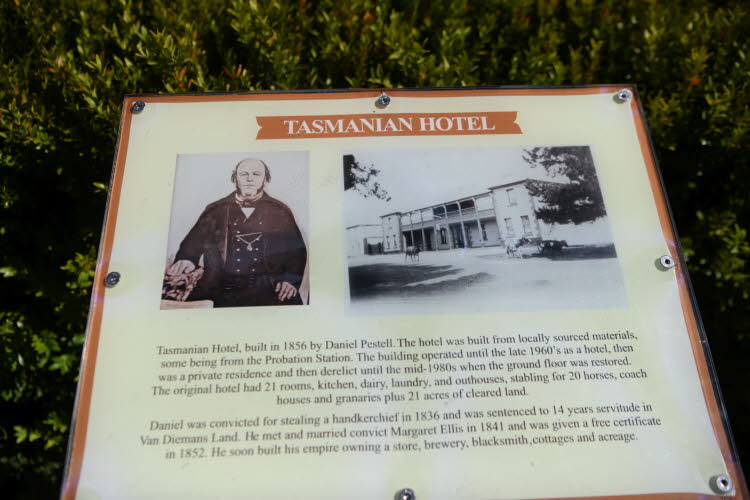 TASMANIAN HOTEL
Tasmanian Hotel, built in 1856 by Daniel Pestell. The hotel was built from locally sourced materials,
some being from the Probation Station. The building operated until the late 1960's as a hotel, then
was a private residence and then derelict until the mid-1980s when the ground floor was restored.
The original hotel had 21 rooms, kitchen, dairy, laundry, and outhouses, stabling for 20 horses, coach
houses and granaries plus 21 acres of cleared land.
Daniel was convicted for stealing a handkerchief in 1836 and was sentenced to 14 years servitude in
Van Diemans Land. He met and married convict Margaret Ellis in 1841 and was given a free certificate
in 1852. He soon built his empire owning a store, brewery, blacksmith,cottages and acreage.